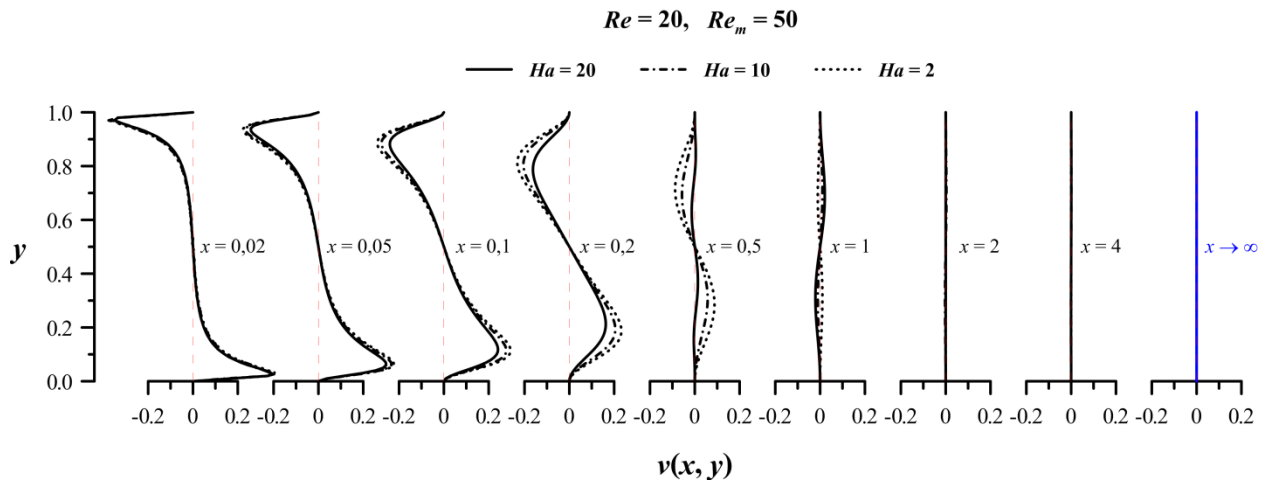 Re = 20, Re_m = 50
Ha = 20 Ha = 10 Ha = 2
1.0
0.8
0.6
0.4
0.2
0.0
y
x = 0,02 x = 0,05 x = 0,1 x = 0,2 x = 0,5 x = 1 x = 2 x = 4 x → ∞
-0.2 0 0.2 -0.2 0 0.2 -0.2 0 0.2 -0.2 0 0.2 -0.2 0 0.2 -0.2 0 0.2 -0.2 0 0.2 -0.2 0 0.2 -0.2 0 0.2
v(x, y)